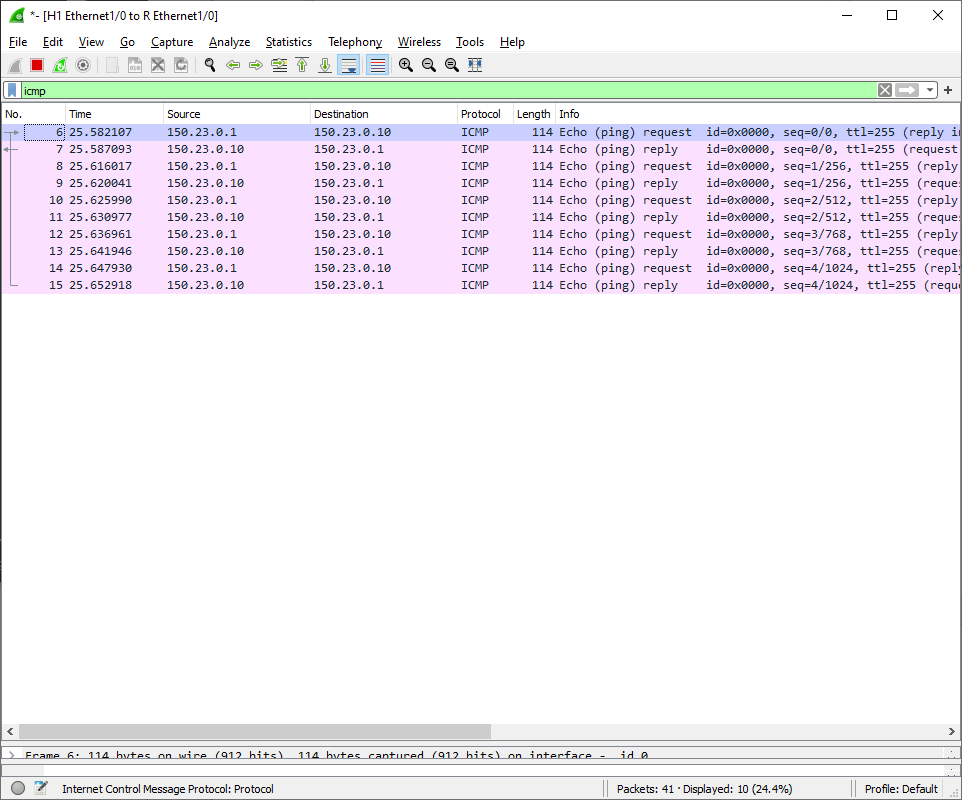 *- [H1 Ethernet1/0 to R Ethernet1/0]
File Edit View Go Capture Analyze Statistics Telephony Wireless Tools Help
icmp
No. Time Source Destination Protocol Length Info
6 25.582107 150.23.0.1 150.23.0.10 ICMP 114 Echo (ping) request id=0x0000, seq=0/0, ttl=255 (reply in
7 25.587093 150.23.0.10 150.23.0.1 ICMP 114 Echo (ping) reply id=0x0000, seq=0/0, ttl=255 (request
8 25.616017 150.23.0.1 150.23.0.10 ICMP 114 Echo (ping) request id=0x0000, seq=1/256, ttl=255 (reply
9 25.620041 150.23.0.10 150.23.0.1 ICMP 114 Echo (ping) reply id=0x0000, seq=1/256, ttl=255 (reque
10 25.625990 150.23.0.1 150.23.0.10 ICMP 114 Echo (ping) request id=0x0000, seq=2/512, ttl=255 (reply
11 25.630977 150.23.0.10 150.23.0.1 ICMP 114 Echo (ping) reply id=0x0000, seq=2/512, ttl=255 (reque
12 25.636961 150.23.0.1 150.23.0.10 ICMP 114 Echo (ping) request id=0x0000, seq=3/768, ttl=255 (reply
13 25.641946 150.23.0.10 150.23.0.1 ICMP 114 Echo (ping) reply id=0x0000, seq=3/768, ttl=255 (reque
14 25.647930 150.23.0.1 150.23.0.10 ICMP 114 Echo (ping) request id=0x0000, seq=4/1024, ttl=255 (reply
15 25.652918 150.23.0.10 150.23.0.1 ICMP 114 Echo (ping) reply id=0x0000, seq=4/1024, ttl=255 (reque
Frame 6: 114 bytes on wire (912 bits), 114 bytes captured (912 bits) on interface -, id 0
Internet Control Message Protocol: Protocol
Packets: 41 · Displayed: 10 (24.4%)
Profile: Default